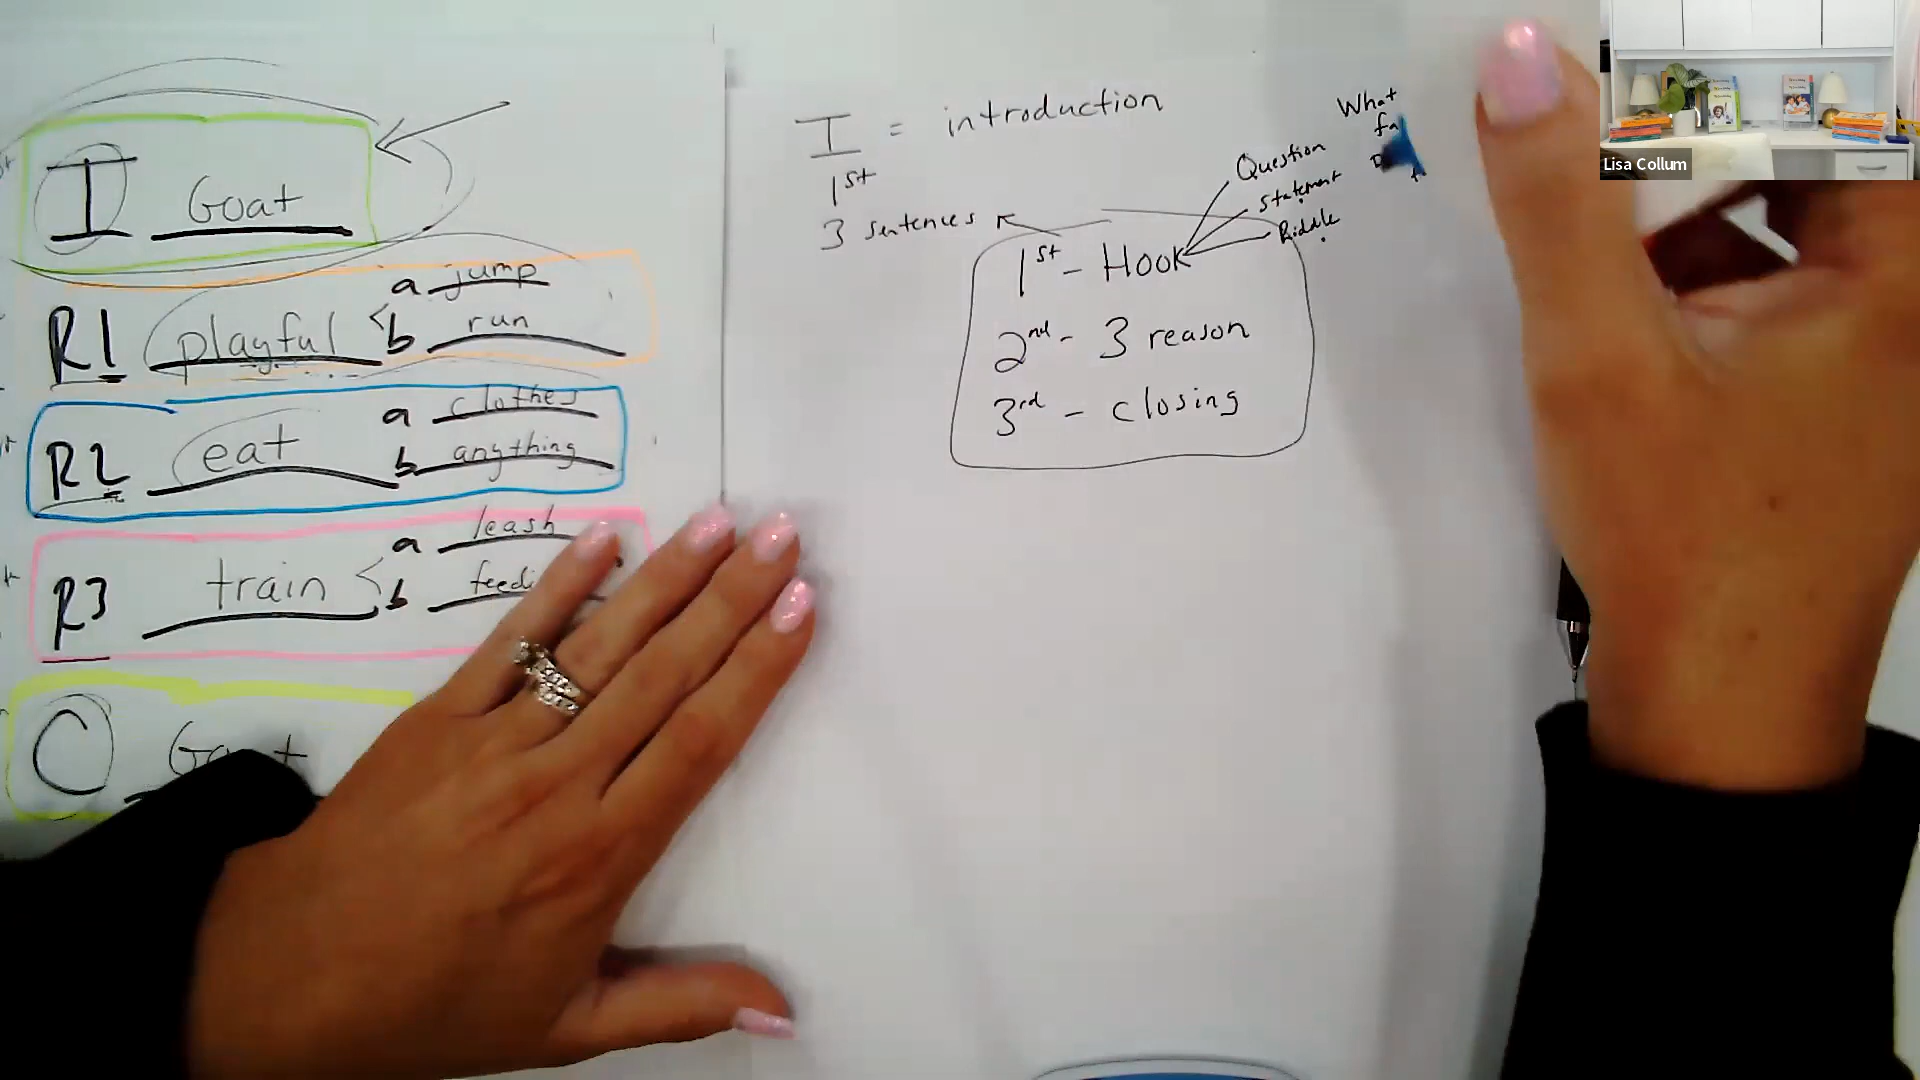 I Goat
R1 playful a jump
b run
R2 eat a clothes
b anything
R3 train a leash
b
C
I = introduction
1st
3 sentences
1st - Hook
Question
Statement
Riddle
2nd - 3 reason
3rd - closing
What
Lisa Collum